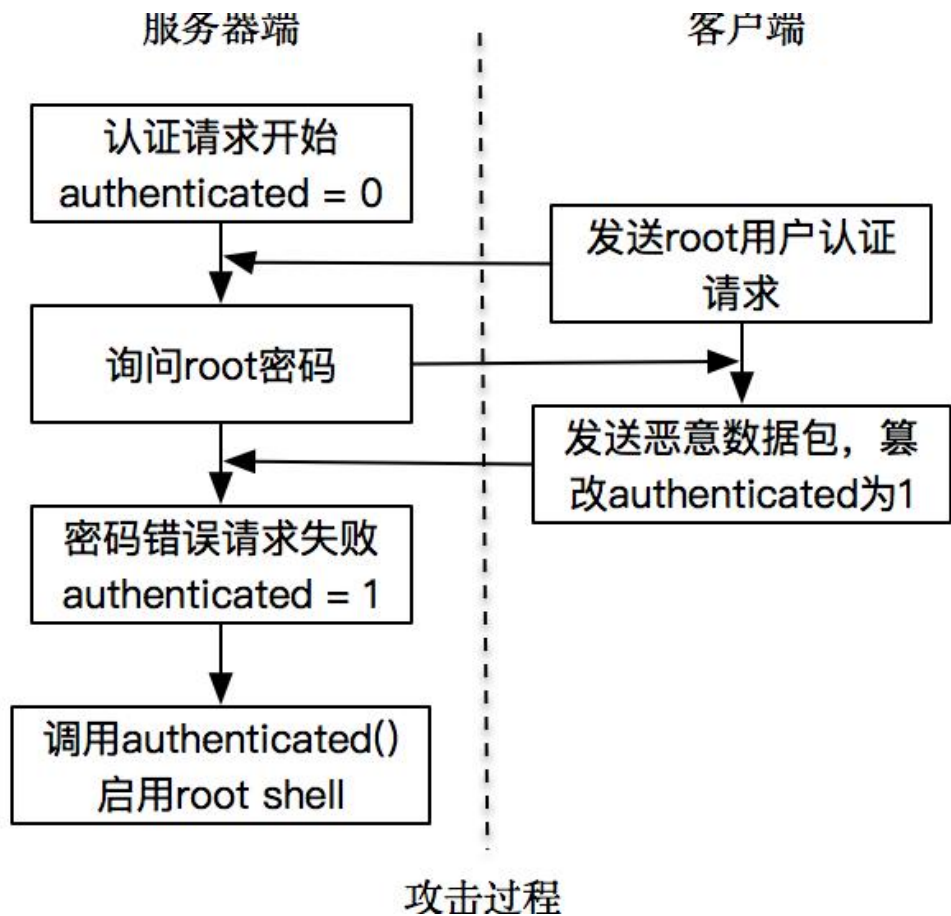 服务器端
客户端
认证请求开始
authenticated = 0
发送root用户认证
请求
询问root密码
发送恶意数据包，篡
改authenticated为1
密码错误请求失败
authenticated = 1
调用authenticated()
启用root shell
攻击过程